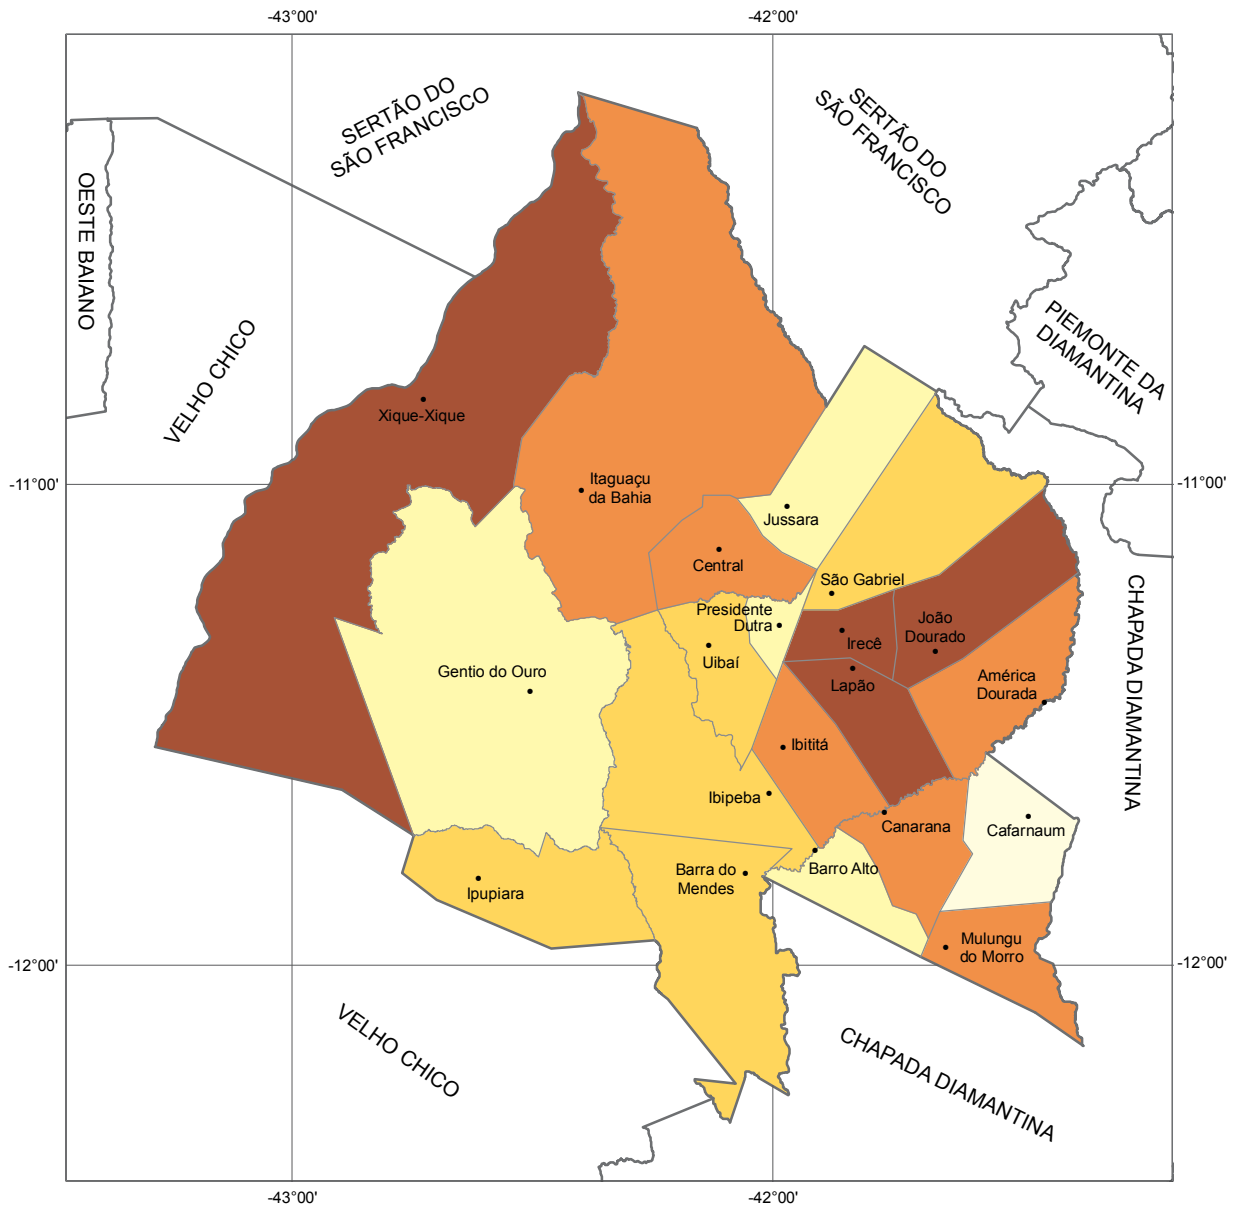 -43°00'
-42°00'
SERTÃO DO
SÃO FRANCISCO
SERTÃO DO
SÃO FRANCISCO
OESTE BAIANO
VELHO CHICO
PIEMONTE DA
DIAMANTINA
Xique-Xique
-11°00'
-11°00'
Itaguaçu
da Bahia
Jussara
Central
São Gabriel
Presidente
Dutra
João
Dourado
Irecê
Uibaí
Gentio do Ouro
Lapão
América
Dourada
CHAPADA DIAMANTINA
Ibititá
Ibipeba
Canarana
Cafarnaum
Barra do
Mendes
Barro Alto
Ipupiara
Mulungu
do Morro
-12°00'
-12°00'
VELHO CHICO
CHAPADA DIAMANTINA
-43°00'
-42°00'